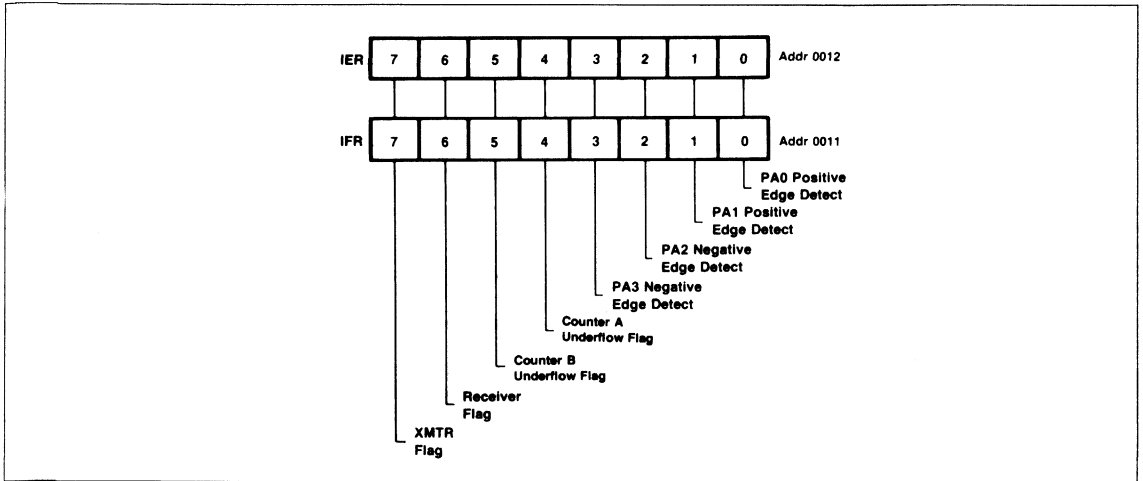 IER 7 6 5 4 3 2 1 0 Addr 0012
IFR 7 6 5 4 3 2 1 0 Addr 0011
PA0 Positive
Edge Detect
PA1 Positive
Edge Detect
PA2 Negative
Edge Detect
PA3 Negative
Edge Detect
Counter A
Underflow Flag
Counter B
Underflow Flag
Receiver
Flag
XMTR
Flag